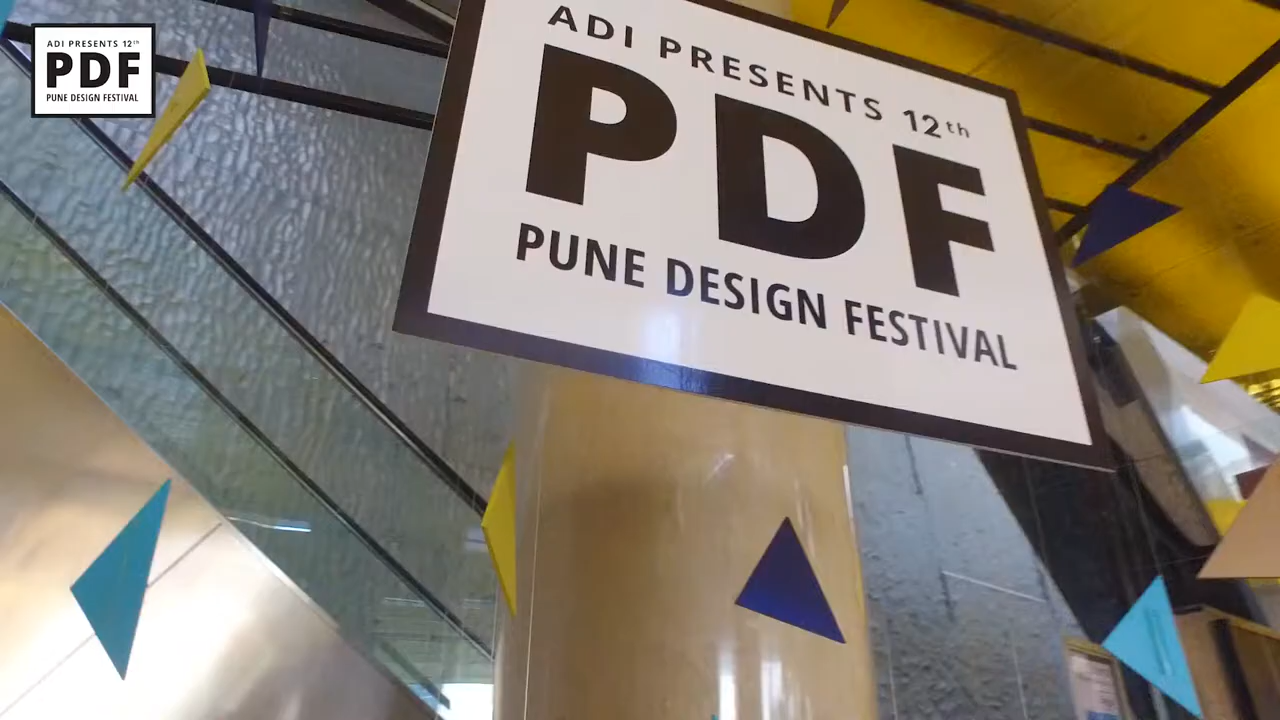 ADI PRESENTS 12th
PDF
PUNE DESIGN FESTIVAL
ADI PRESENTS 12th
PDF
PUNE DESIGN FESTIVAL